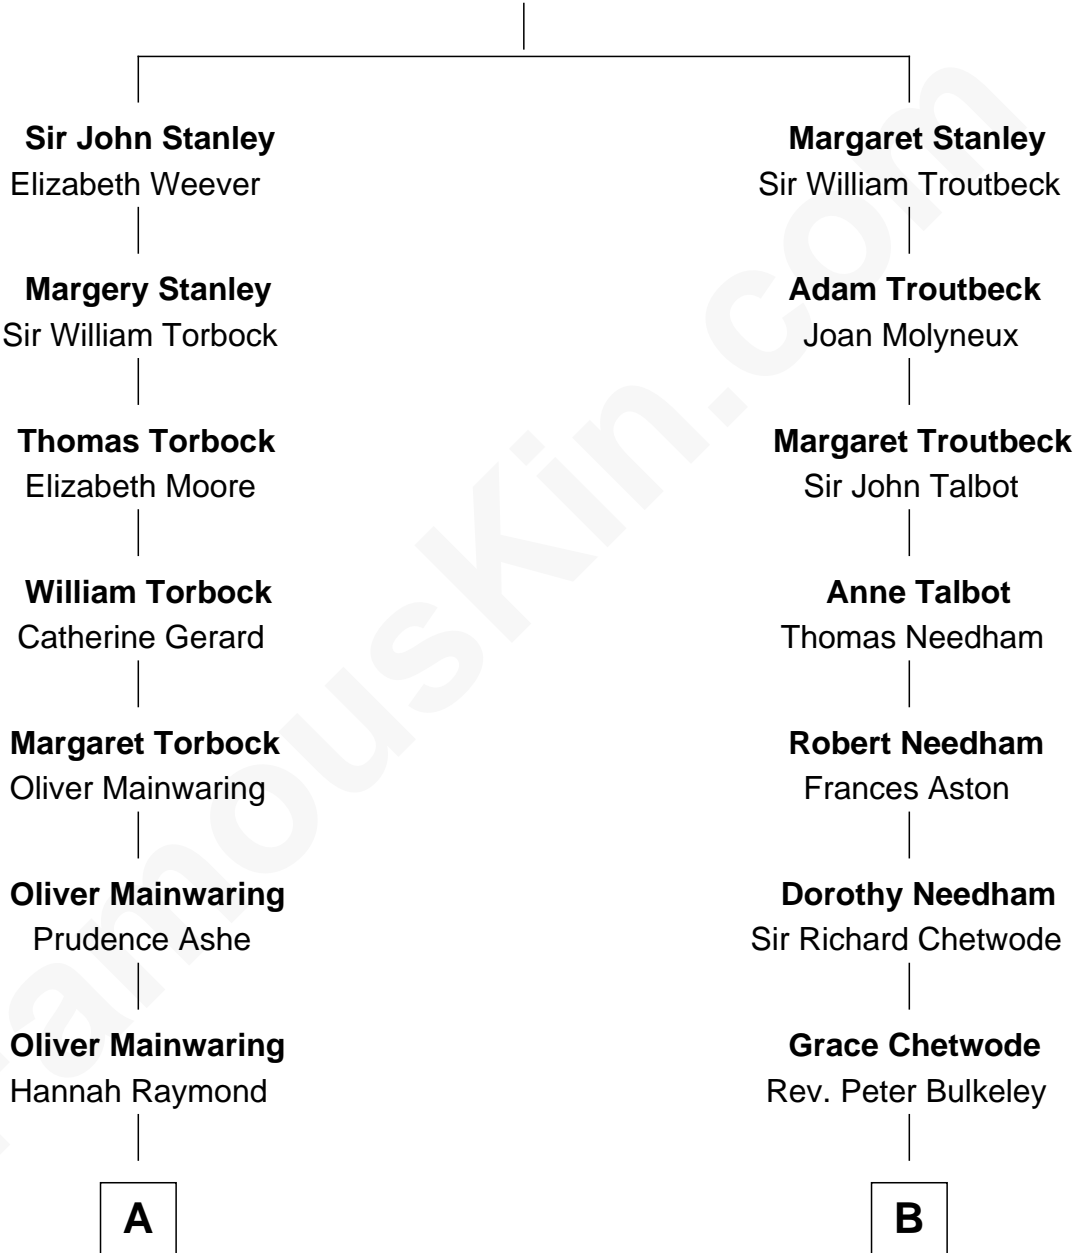 Sir John Stanley
Elizabeth Weever
Margaret Stanley
Sir William Troutbeck
Margery Stanley
Sir William Torbock
Adam Troutbeck
Joan Molyneux
Thomas Torbock
Elizabeth Moore
Margaret Troutbeck
Sir John Talbot
William Torbock
Catherine Gerard
Anne Talbot
Thomas Needham
Margaret Torbock
Oliver Mainwaring
Robert Needham
Frances Aston
Oliver Mainwaring
Prudence Ashe
Dorothy Needham
Sir Richard Chetwode
Oliver Mainwaring
Hannah Raymond
Grace Chetwode
Rev. Peter Bulkeley
A
B
FamousKin.com